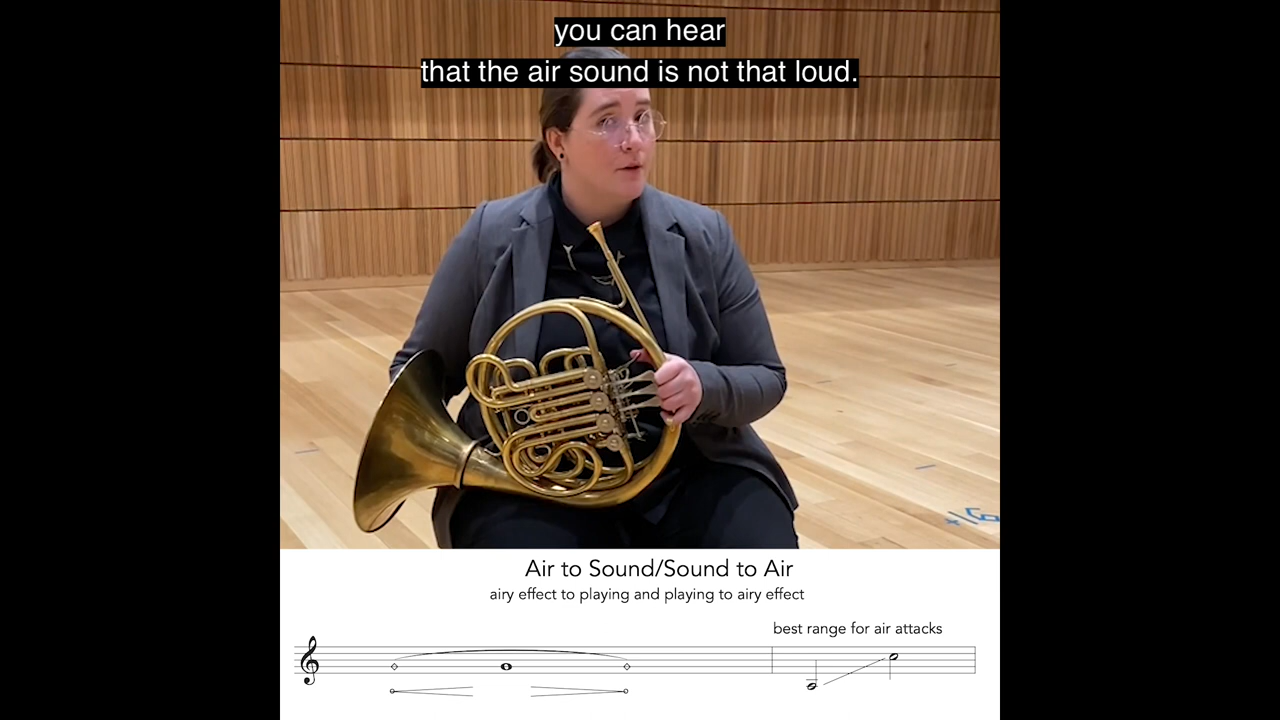 you can hear
that the air sound is not that loud.
Air to Sound/Sound to Air
airy effect to playing and playing to airy effect
best range for air attacks